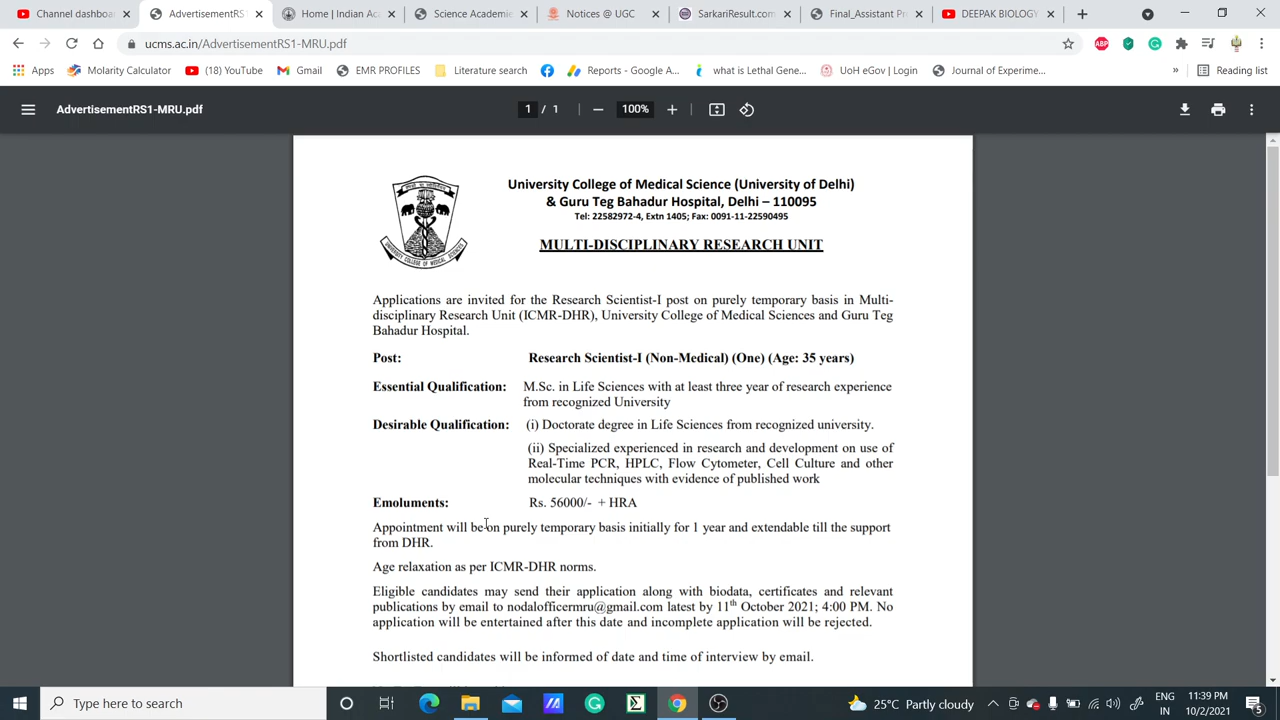 Channel dashboard
AdvertisementRS1
Home | Indian Ac
Science Academie
Notices @ UGC
SarkariResult.com
Final_Assistant Pr
DEEPAK BIOLOGY
ucms.ac.in/AdvertisementRS1-MRU.pdf
ABP
Apps
Molarity Calculator
(18) YouTube
Gmail
EMR PROFILES
Literature search
Reports - Google A...
what is Lethal Gene...
UoH eGov | Login
Journal of Experime...
»
Reading list
AdvertisementRS1-MRU.pdf
1 / 1
100%
University College of Medical Science (University of Delhi)
& Guru Teg Bahadur Hospital, Delhi – 110095
Tel: 22582972-4, Extn 1405; Fax: 0091-11-22590495
MULTI-DISCIPLINARY RESEARCH UNIT
UNIVERSITY COLLEGE OF MEDICAL SCIENCES
Applications are invited for the Research Scientist-I post on purely temporary basis in Multi-
disciplinary Research Unit (ICMR-DHR), University College of Medical Sciences and Guru Teg
Bahadur Hospital.
Post: Research Scientist-I (Non-Medical) (One) (Age: 35 years)
Essential Qualification: M.Sc. in Life Sciences with at least three year of research experience
from recognized University
Desirable Qualification: (i) Doctorate degree in Life Sciences from recognized university.
(ii) Specialized experienced in research and development on use of
Real-Time PCR, HPLC, Flow Cytometer, Cell Culture and other
molecular techniques with evidence of published work
Emoluments: Rs. 56000/- + HRA
Appointment will be on purely temporary basis initially for 1 year and extendable till the support
from DHR.
Age relaxation as per ICMR-DHR norms.
Eligible candidates may send their application along with biodata, certificates and relevant
publications by email to nodalofficermru@gmail.com latest by 11th October 2021; 4:00 PM. No
application will be entertained after this date and incomplete application will be rejected.
Shortlisted candidates will be informed of date and time of interview by email.
Type here to search
25°C Partly cloudy
ENG
IN
11:39 PM
10/2/2021
5